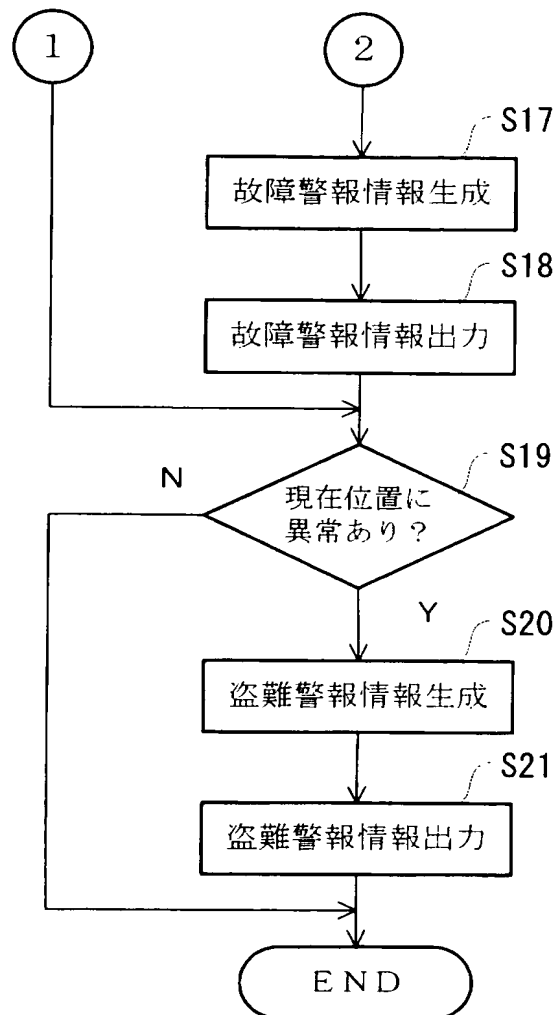 1
2
S17
故障警報情報生成
S18
故障警報情報出力
S19
N
現在位置に
異常あり？
Y
S20
盗難警報情報生成
S21
盗難警報情報出力
END